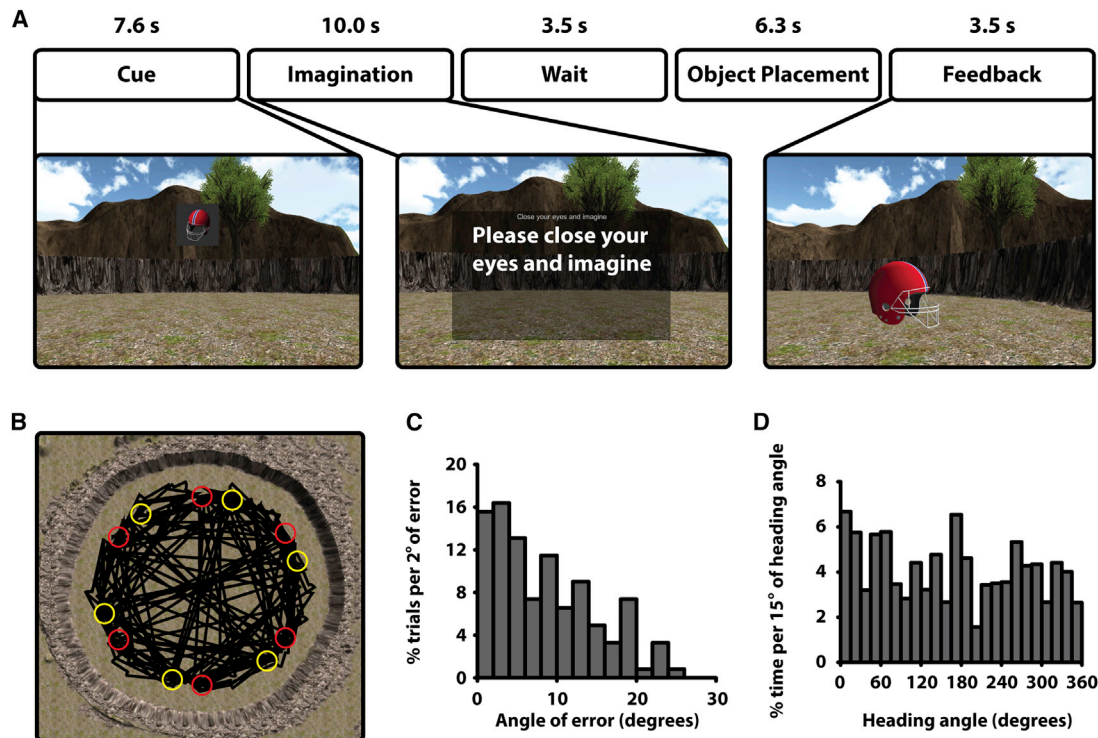 A
7.6 s
10.0 s
3.5 s
6.3 s
3.5 s
Cue
Imagination
Wait
Object Placement
Feedback
Close your eyes and imagine
Please close your
eyes and imagine
B
C
% trials per 2° of error
20
16
12
8
4
0
0
10
20
30
Angle of error (degrees)
D
% time per 15° of heading angle
8
6
4
2
0
0
60
120
180
240
300
360
Heading angle (degrees)